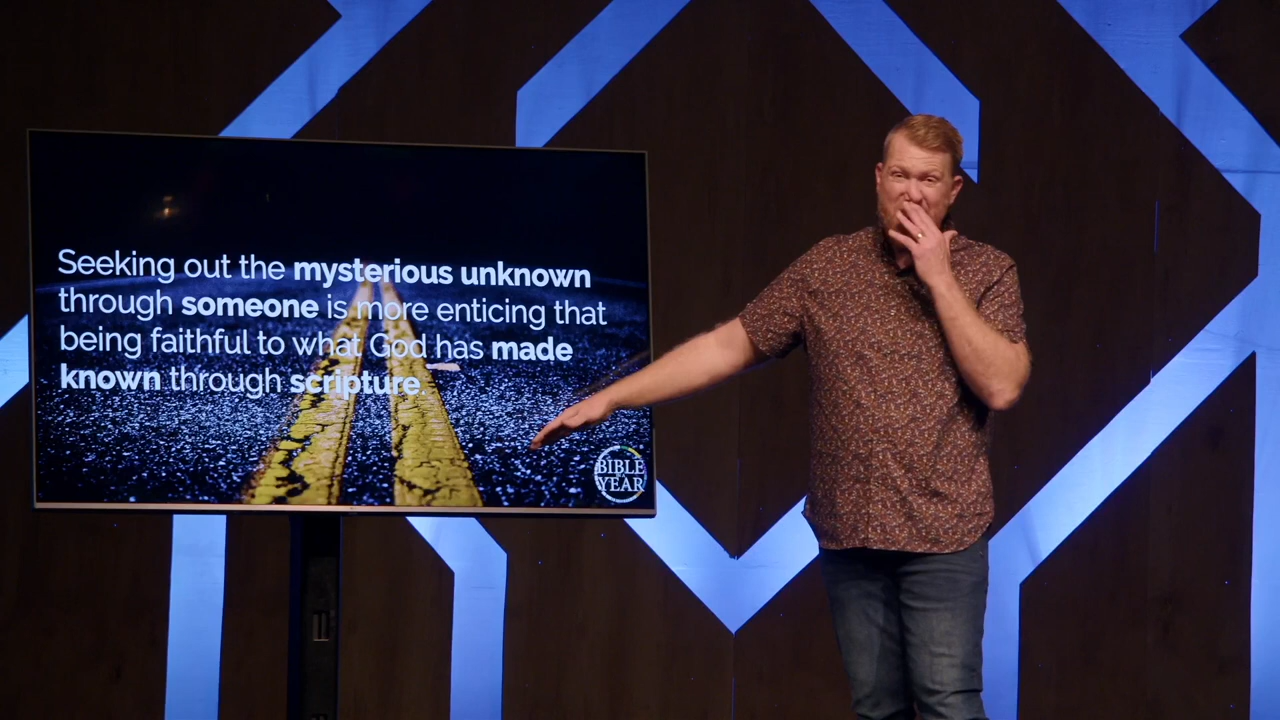 Seeking out the mysterious unknown
through someone is more enticing that
being faithful to what God has made
known through scripture.
BIBLE
YEAR